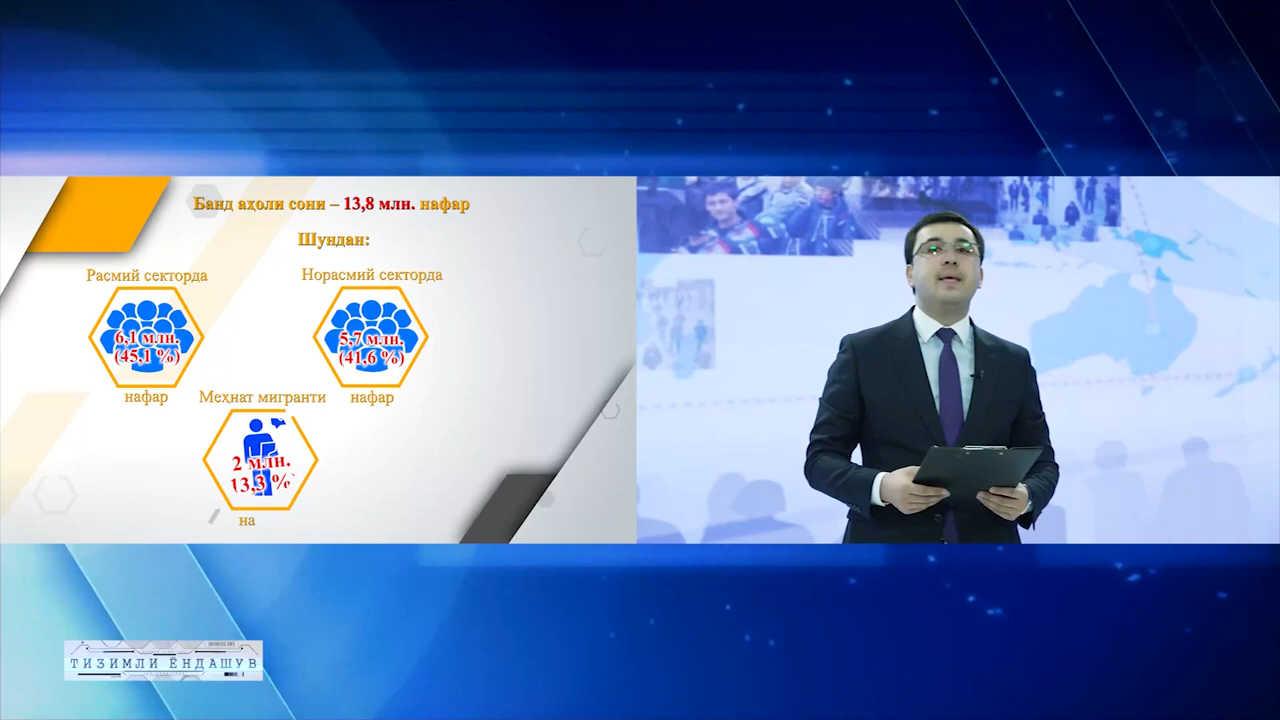 Банд аҳоли сони – 13,8 млн. нафар
Шундан:
Расмий секторда
Норасмий секторда
6,1 млн.
(45,1 %)
5,7 млн.
(41,6 %)
нафар
нафар
Меҳнат мигранти
2 млн.
13,3 %
на
ТИЗИМЛИ ЁНДАШУВ